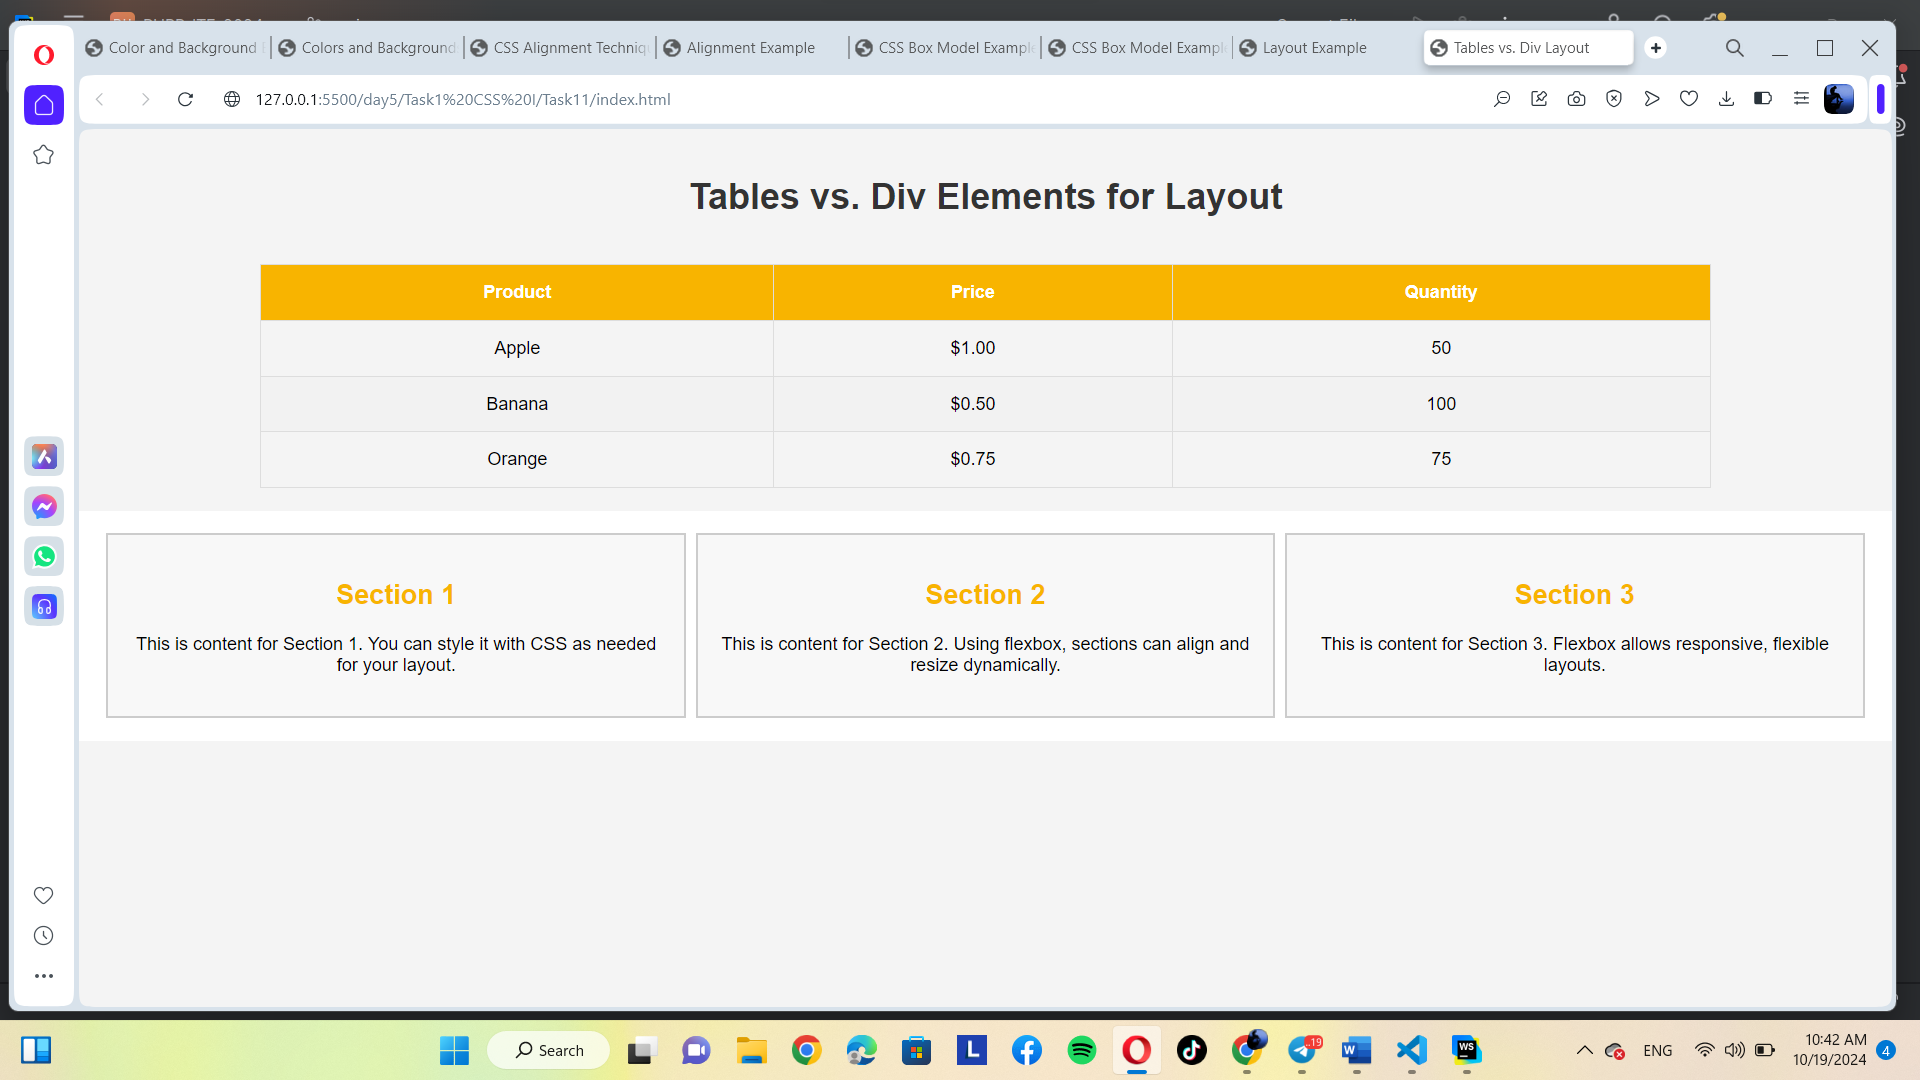 Color and Background
Colors and Background
CSS Alignment Techniq
Alignment Example
CSS Box Model Example
CSS Box Model Example
Layout Example
Tables vs. Div Layout
127.0.0.1:5500/day5/Task1%20CSS%20I/Task11/index.html
Tables vs. Div Elements for Layout
Product Price Quantity
Apple $1.00 50
Banana $0.50 100
Orange $0.75 75
Section 1
This is content for Section 1. You can style it with CSS as needed
for your layout.
Section 2
This is content for Section 2. Using flexbox, sections can align and
resize dynamically.
Section 3
This is content for Section 3. Flexbox allows responsive, flexible
layouts.
Search
L
..19
W
WS
ENG
10:42 AM
10/19/2024
4